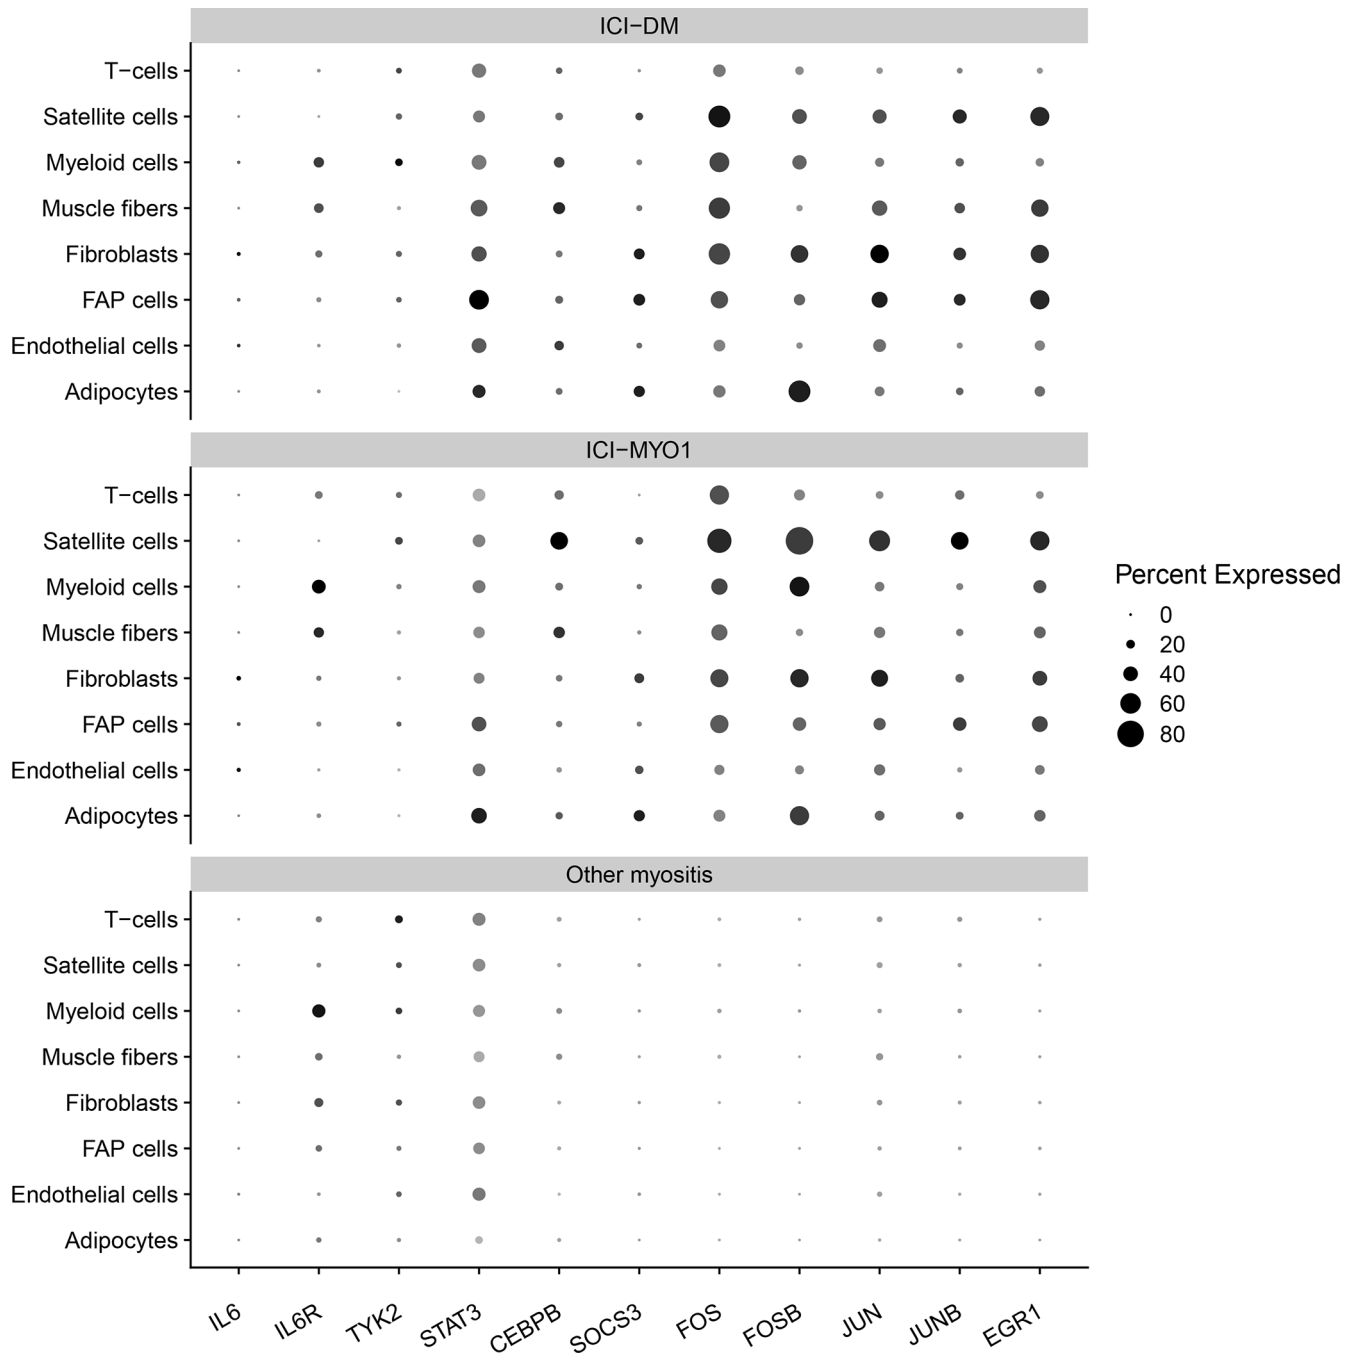 ICI−DM
T−cells
Satellite cells
Myeloid cells
Muscle fibers
Fibroblasts
FAP cells
Endothelial cells
Adipocytes
ICI−MYO1
T−cells
Satellite cells
Myeloid cells
Muscle fibers
Fibroblasts
FAP cells
Endothelial cells
Adipocytes
Percent Expressed
0
20
40
60
80
Other myositis
T−cells
Satellite cells
Myeloid cells
Muscle fibers
Fibroblasts
FAP cells
Endothelial cells
Adipocytes
IL6 IL6R TYK2 STAT3 CEBPB SOCS3 FOS FOSB JUN JUNB EGR1